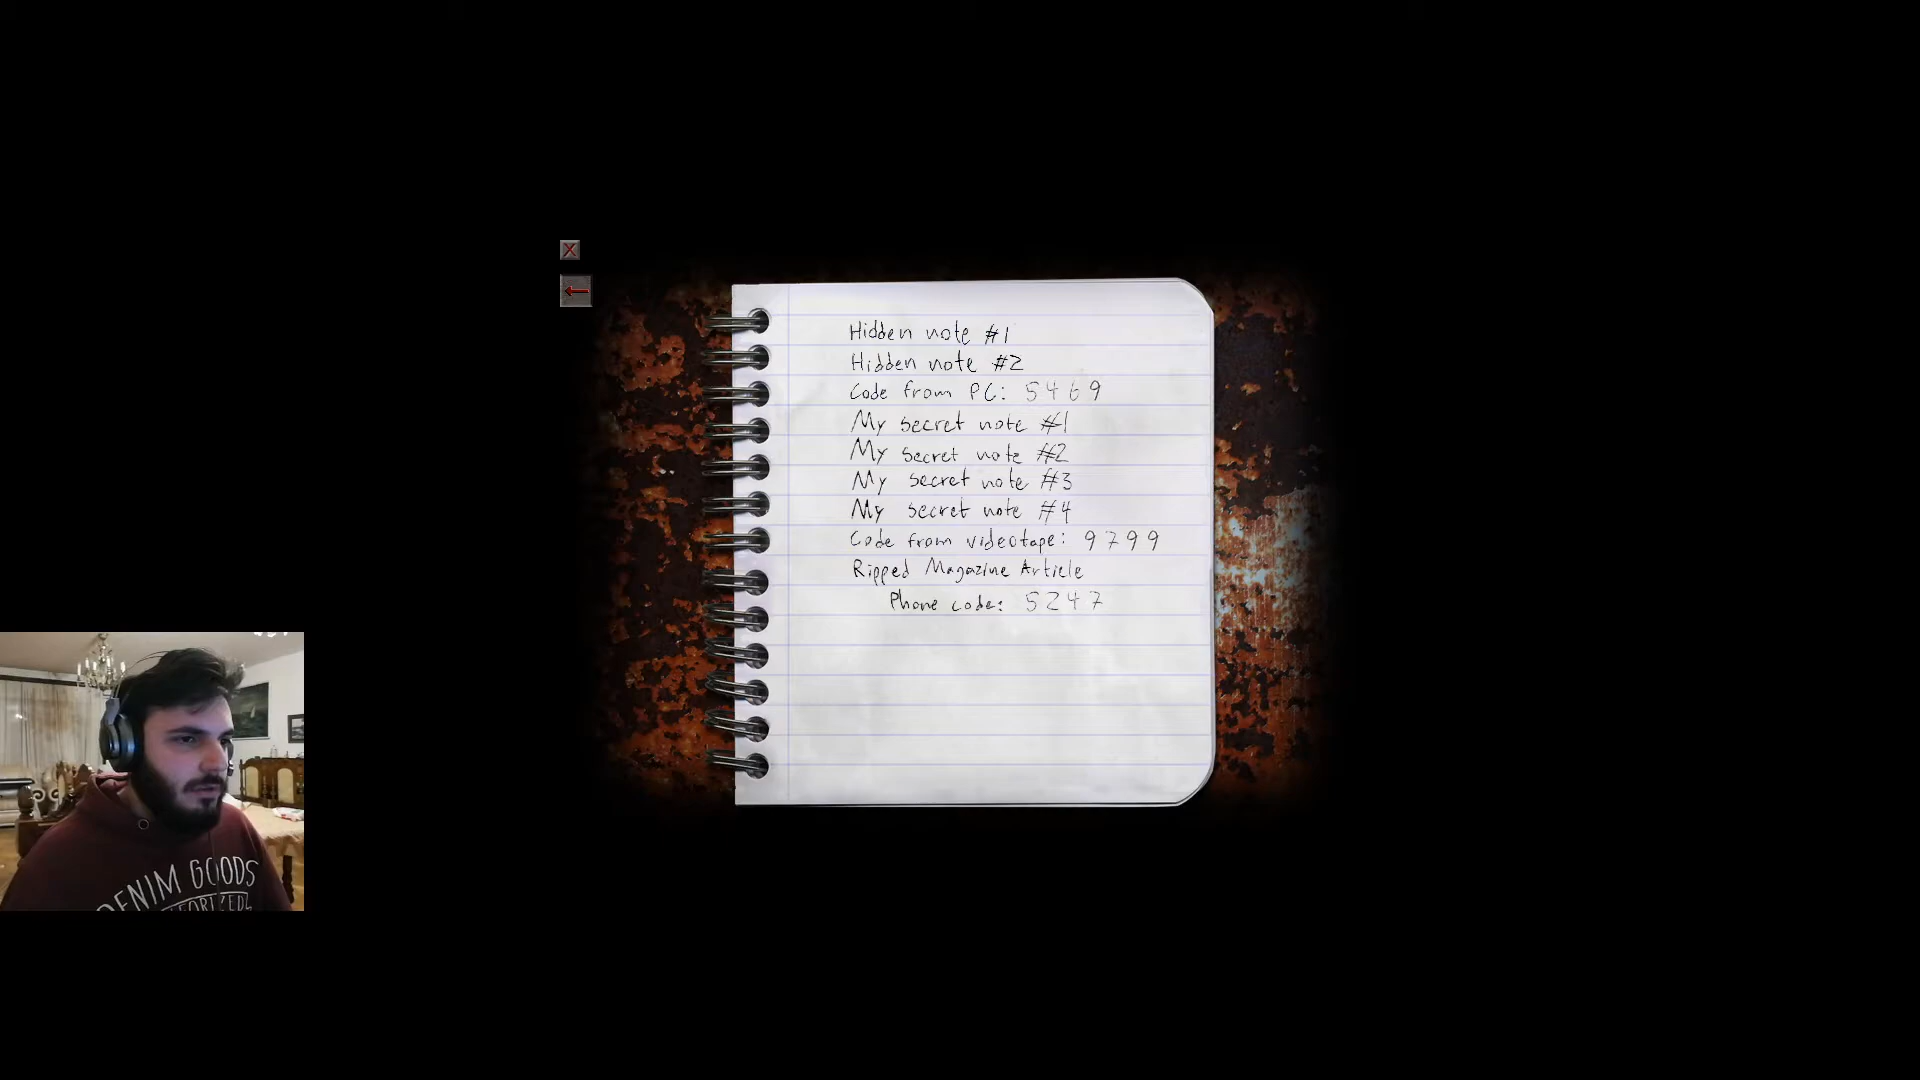 Hidden note #1
Hidden note #2
Code from PC: 5469
My secret note #1
My secret note #2
My secret note #3
My secret note #4
Code from videotape: 9799
Ripped Magazine Article
Phone code: 5247
DENIM GOODS